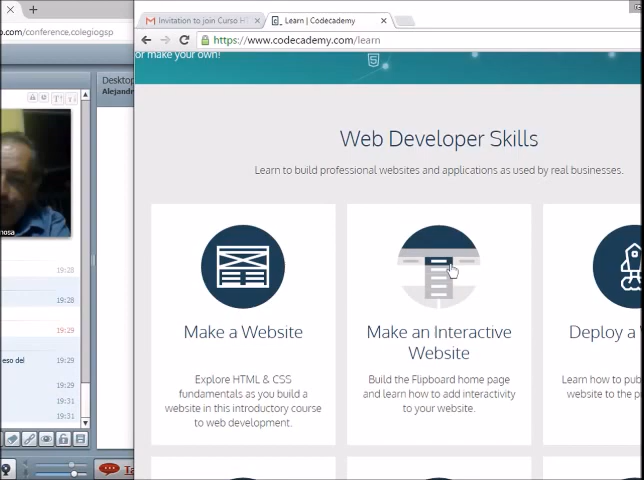 Invitation to join Curso H
Learn | Codecademy
.com/conference,colegiogsp
https://www.codecademy.com/learn
or make your own!
Desktop
Alejandr
Web Developer Skills
Learn to build professional websites and applications as used by real businesses.
nosa
19:28
19:28
19:29
eso del
19:29
19:29
19:31
19:31
Make a Website
Explore HTML & CSS
fundamentals as you build a
website in this introductory course
to web development.
Make an Interactive
Website
Build the Flipboard home page
and learn how to add interactivity
to your website.
Deploy a
Learn how to pub
website to the p